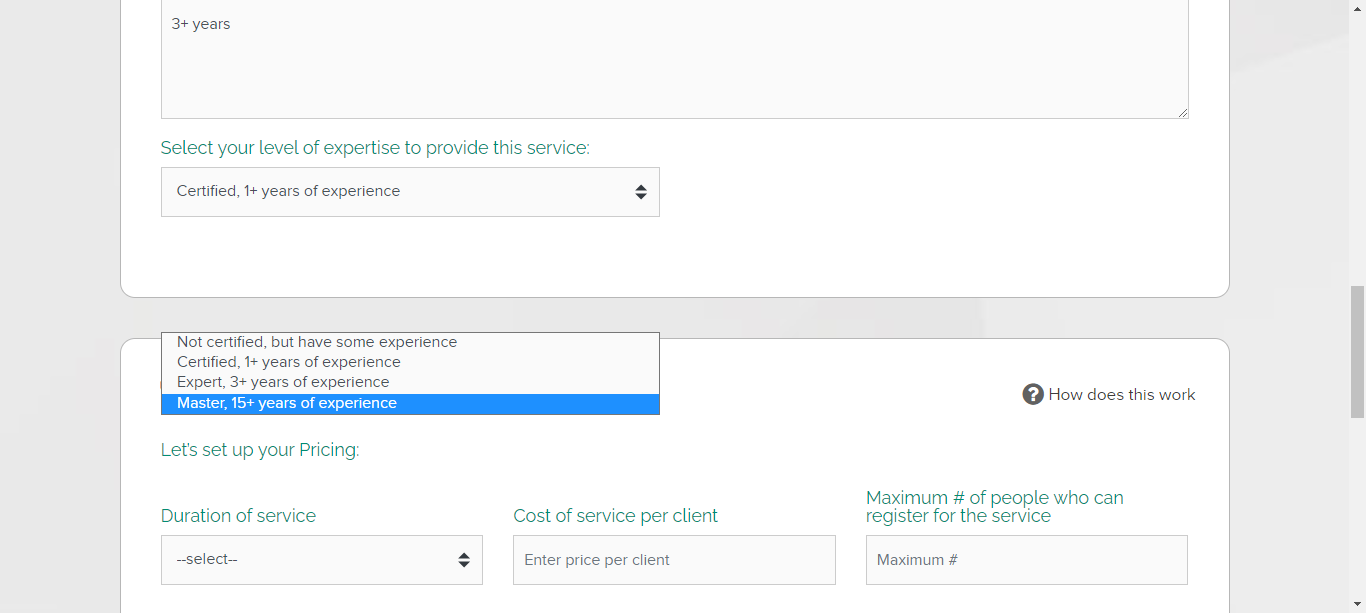 3+ years
Select your level of expertise to provide this service:
Certified, 1+ years of experience
Not certified, but have some experience
Certified, 1+ years of experience
Expert, 3+ years of experience
Master, 15+ years of experience
How does this work
Let's set up your Pricing:
Duration of service
Cost of service per client
Maximum # of people who can
register for the service
--select--
Enter price per client
Maximum #